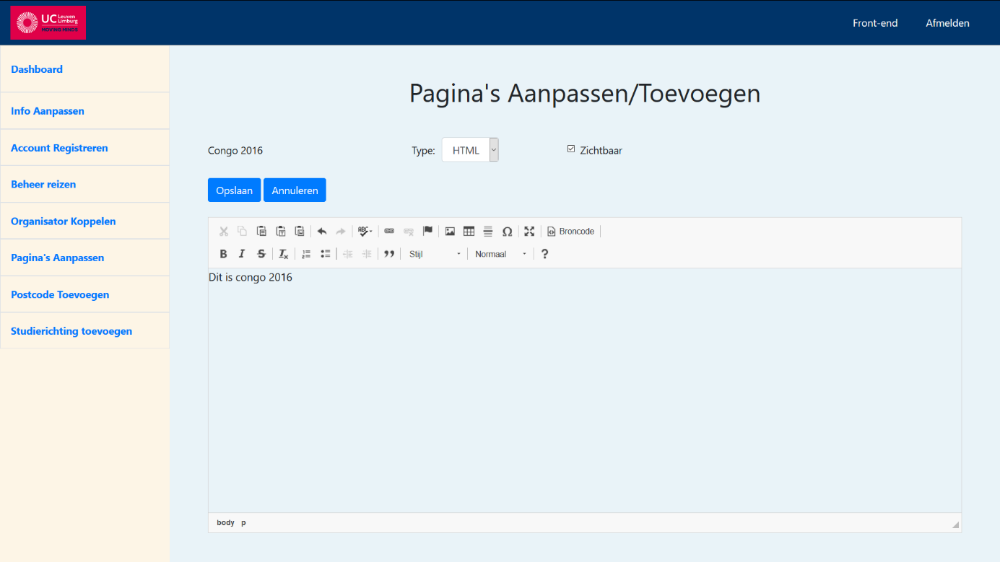 UC Leuven Limburg
MOVING MINDS
Front-end
Afmelden
Dashboard
Info Aanpassen
Account Registreren
Beheer reizen
Organisator Koppelen
Pagina's Aanpassen
Postcode Toevoegen
Studierichting toevoegen
Pagina's Aanpassen/Toevoegen
Congo 2016
Type: HTML
Zichtbaar
Opslaan
Annuleren
ABC
Ω
Broncode
B I S Tx
Stijl
Normaal
?
Dit is congo 2016
body p